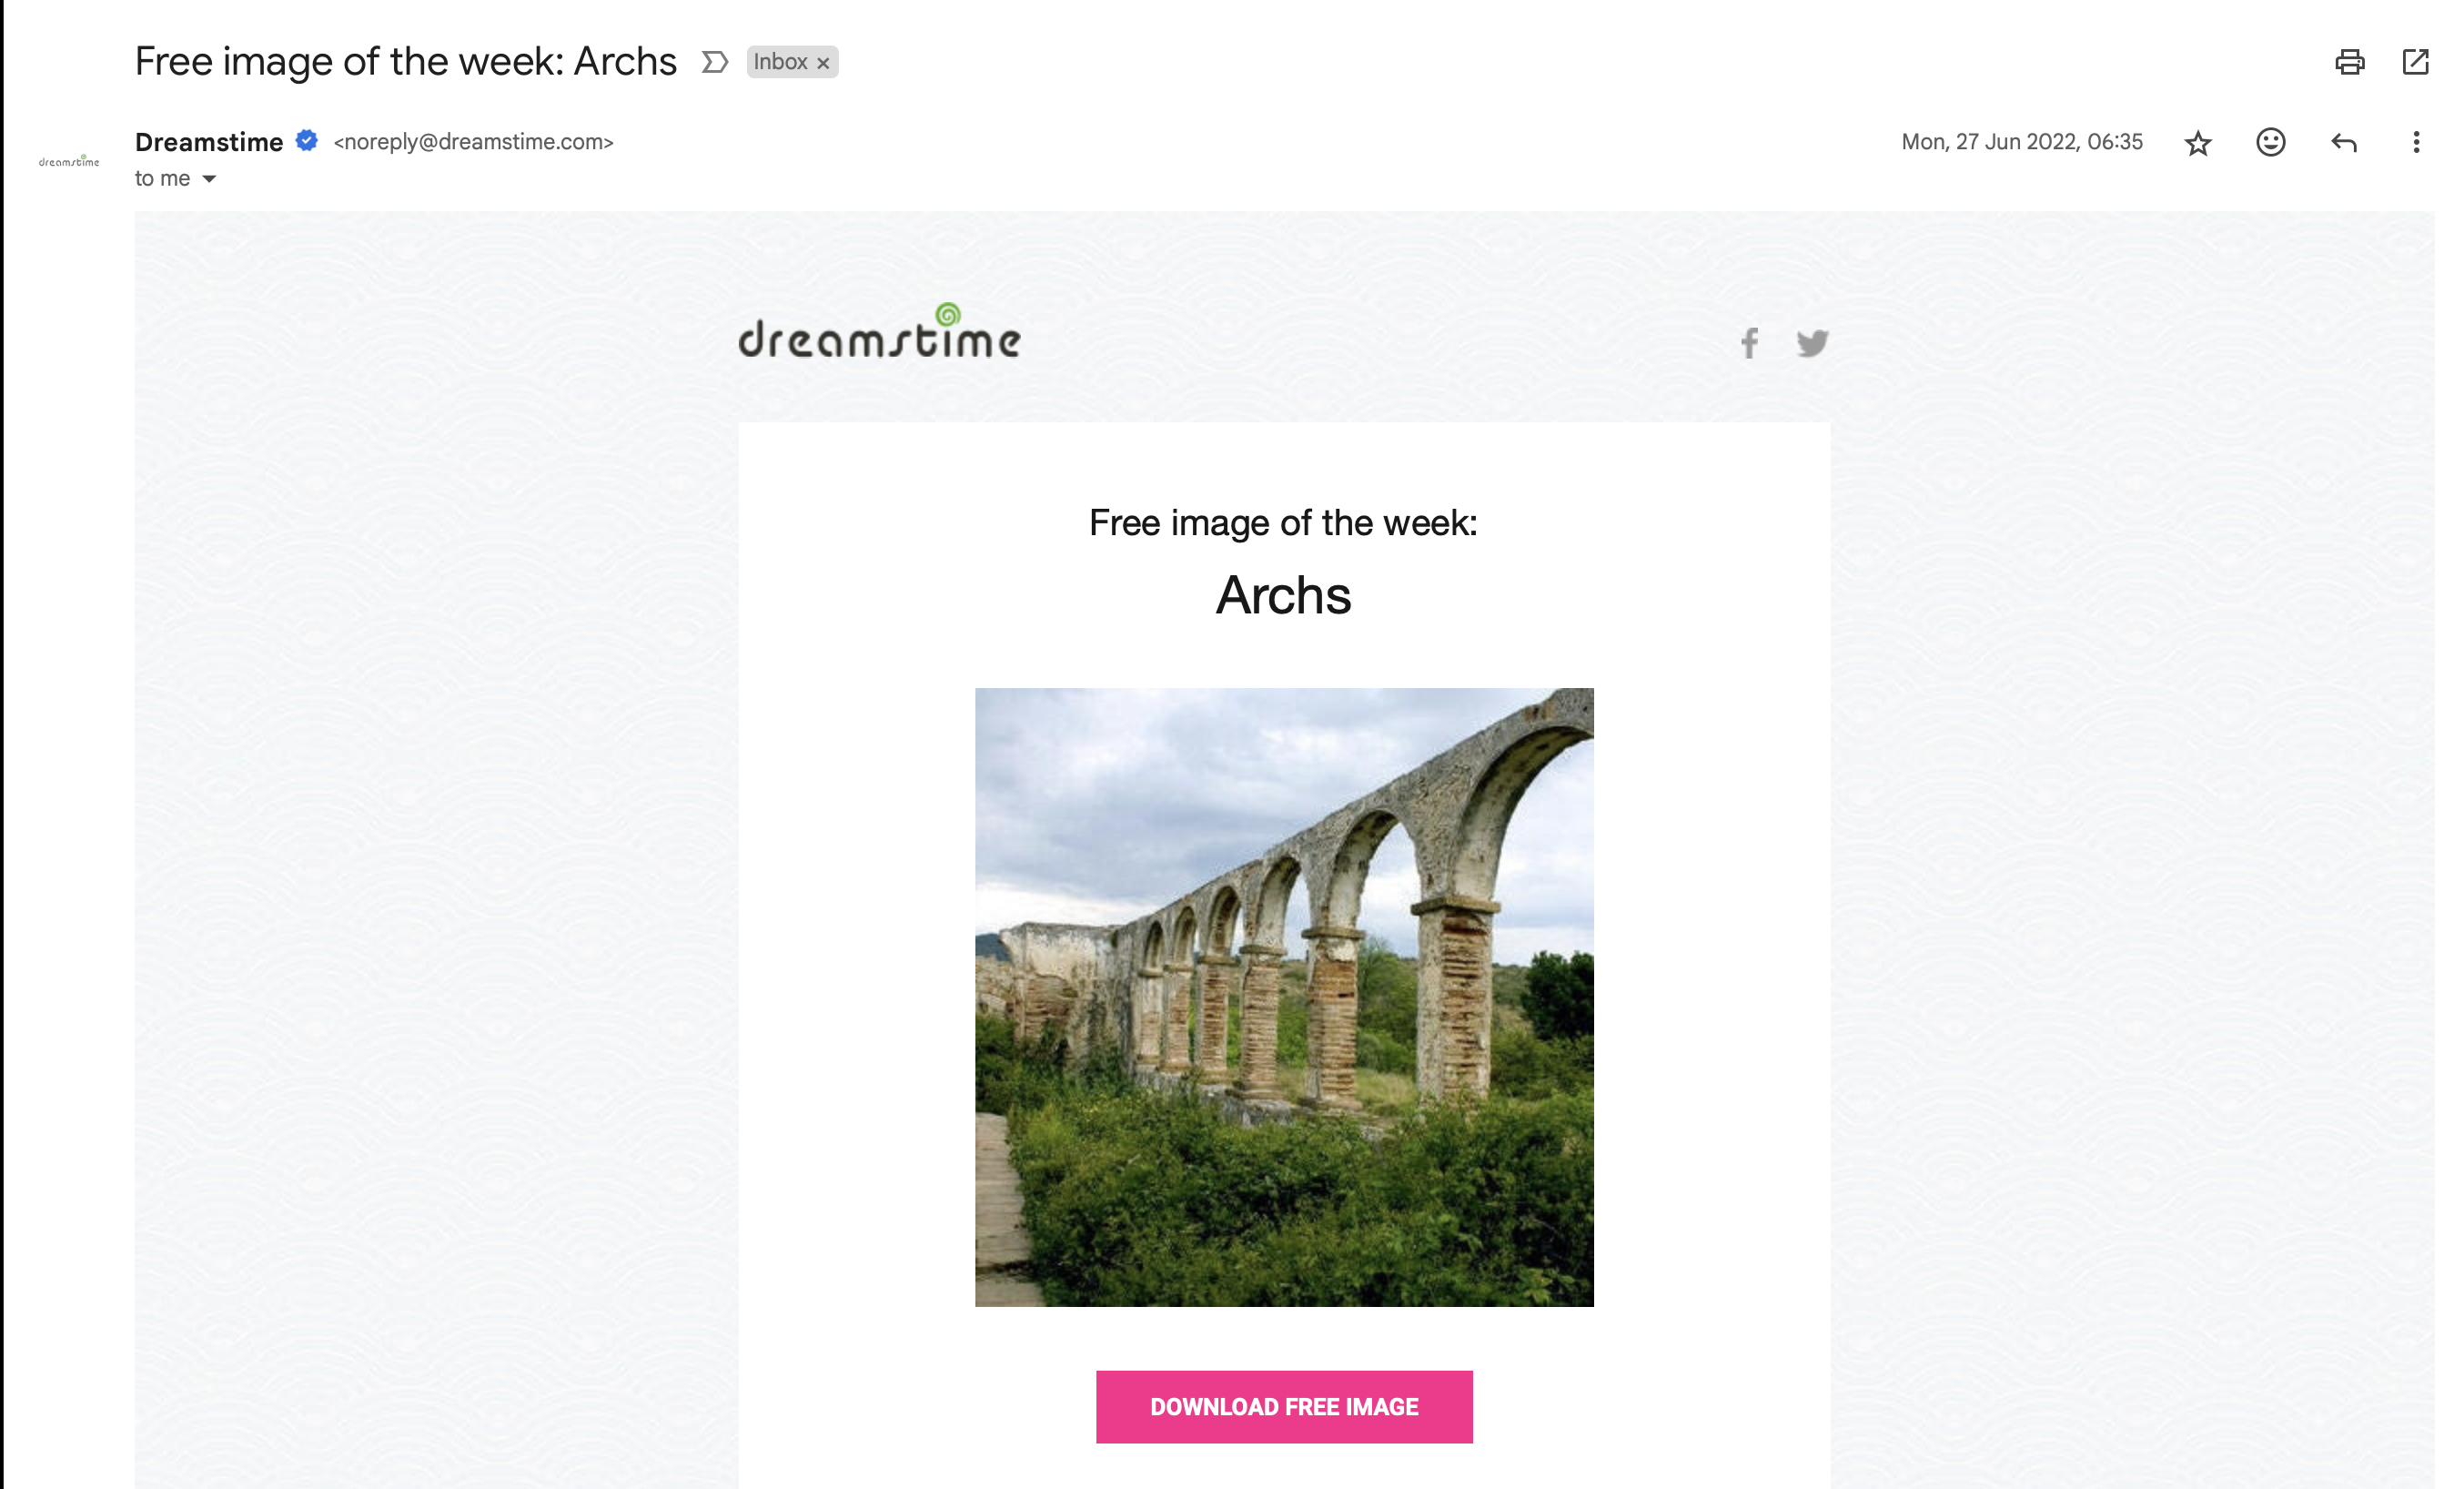 Free image of the week: Archs Inbox ×
Dreamstime <noreply@dreamstime.com> Mon, 27 Jun 2022, 06:35
dreamstime
to me
dreamstime f
Free image of the week:
Archs
DOWNLOAD FREE IMAGE